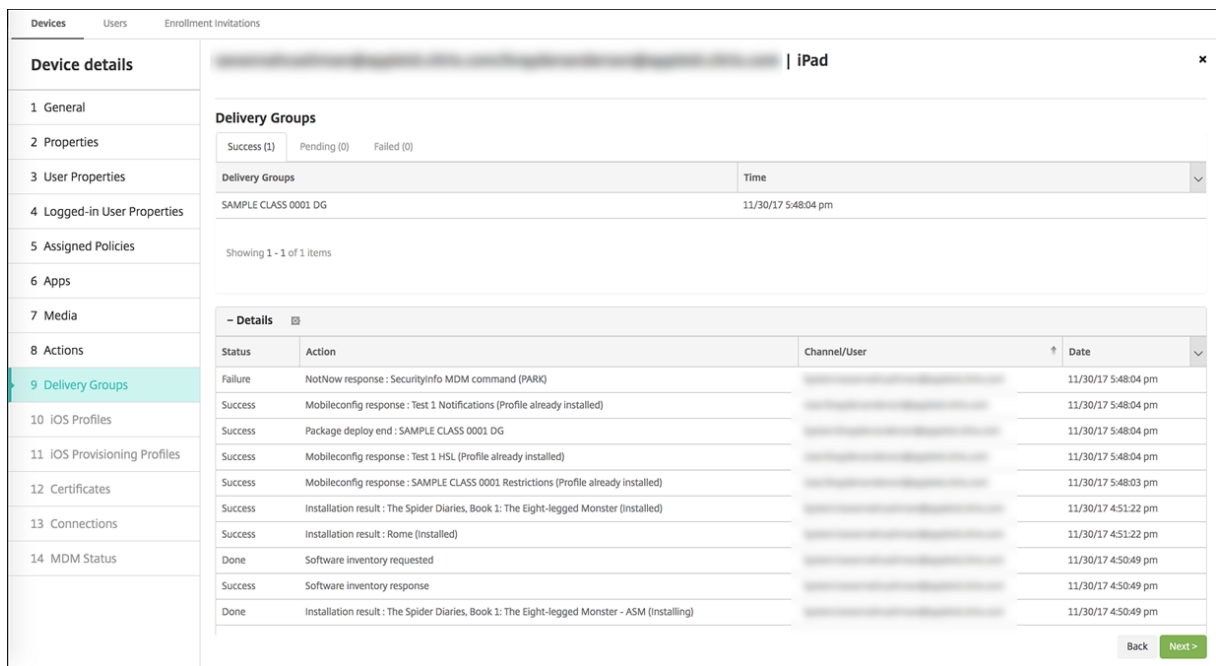 Devices Users Enrollment Invitations
Device details
| iPad ×
1 General
2 Properties
3 User Properties
4 Logged-in User Properties
5 Assigned Policies
6 Apps
7 Media
8 Actions
9 Delivery Groups
10 iOS Profiles
11 iOS Provisioning Profiles
12 Certificates
13 Connections
14 MDM Status
Delivery Groups
Success (1) Pending (0) Failed (0)
Delivery Groups Time
SAMPLE CLASS 0001 DG 11/30/17 5:48:04 pm
Showing 1 - 1 of 1 items
– Details
Status Action Channel/User Date
Failure NotNow response : SecurityInfo MDM command (PARK) 11/30/17 5:48:04 pm
Success Mobileconfig response : Test 1 Notifications (Profile already installed) 11/30/17 5:48:04 pm
Success Package deploy end : SAMPLE CLASS 0001 DG 11/30/17 5:48:04 pm
Success Mobileconfig response : Test 1 HSL (Profile already installed) 11/30/17 5:48:04 pm
Success Mobileconfig response : SAMPLE CLASS 0001 Restrictions (Profile already installed) 11/30/17 5:48:03 pm
Success Installation result : The Spider Diaries, Book 1: The Eight-legged Monster (Installed) 11/30/17 4:51:22 pm
Success Installation result : Rome (Installed) 11/30/17 4:51:22 pm
Done Software inventory requested 11/30/17 4:50:49 pm
Success Software inventory response 11/30/17 4:50:49 pm
Done Installation result : The Spider Diaries, Book 1: The Eight-legged Monster - ASM (Installing) 11/30/17 4:50:49 pm
Back Next >